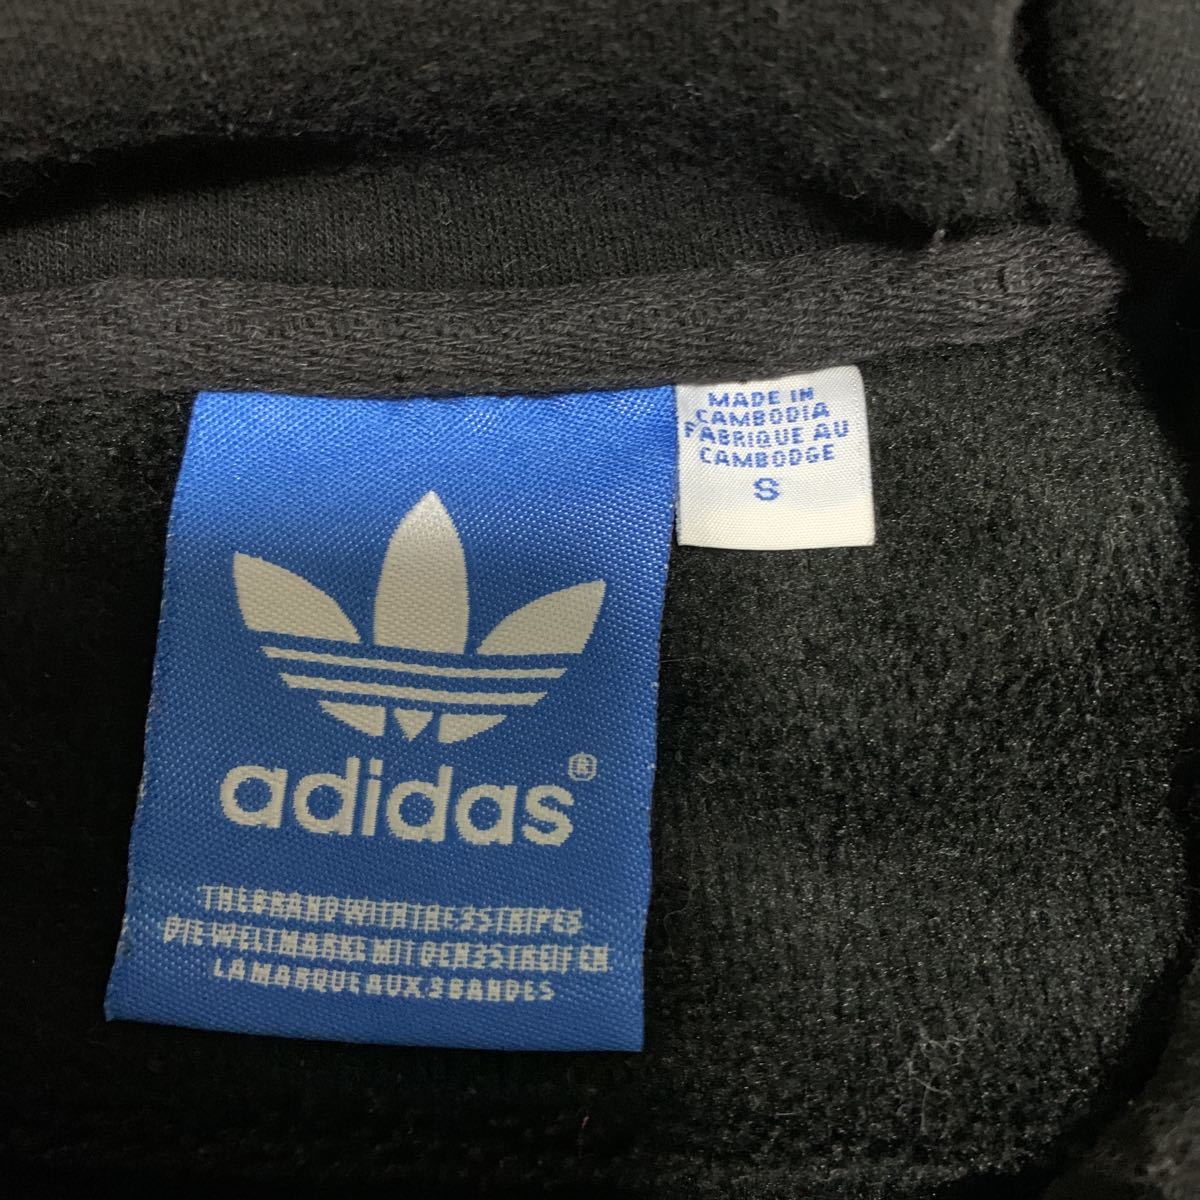 MADE IN
CAMBODIA
FABRIQUE AU
CAMBODGE
S
adidas®
THE BRAND WITH THE 3 STRIPES
DIE WELTMARKE MIT DEN 3 STREIFEN
LA MARQUE AUX 3 BANDES